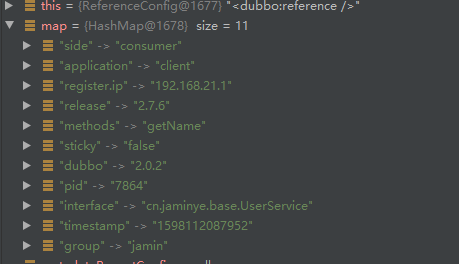 this = {ReferenceConfig@1677} "<dubbo:reference />"
map = {HashMap@1678} size = 11
"side" -> "consumer"
"application" -> "client"
"register.ip" -> "192.168.21.1"
"release" -> "2.7.6"
"methods" -> "getName"
"sticky" -> "false"
"dubbo" -> "2.0.2"
"pid" -> "7864"
"interface" -> "cn.jaminye.base.UserService"
"timestamp" -> "1598112087952"
"group" -> "jamin"